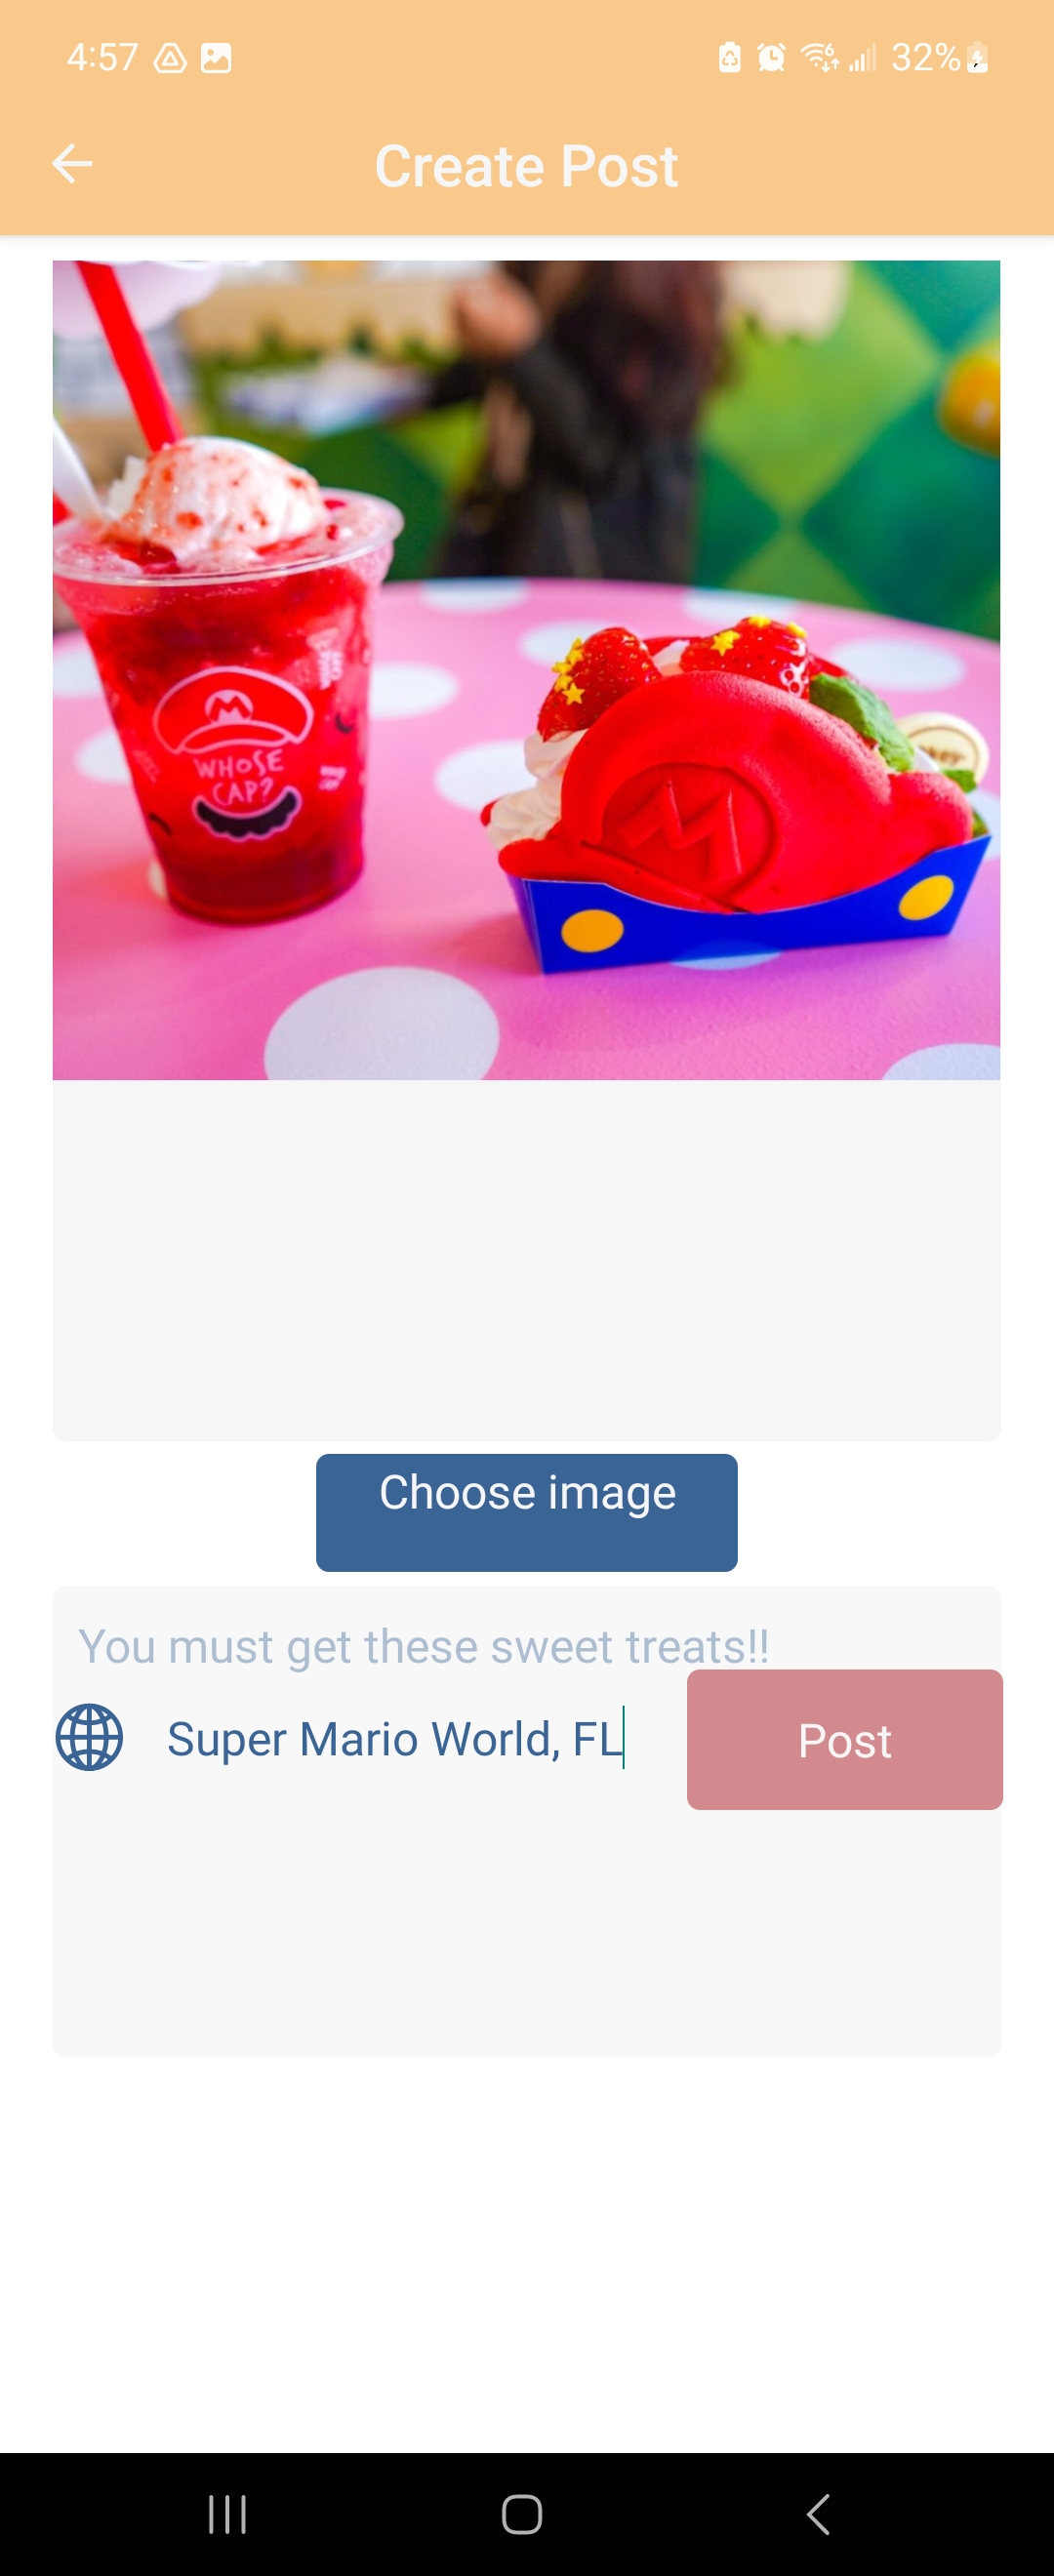 4:57 32%
Create Post
M
WHOSE
CAP?
M
Choose image
You must get these sweet treats!!
Super Mario World, FL
Post